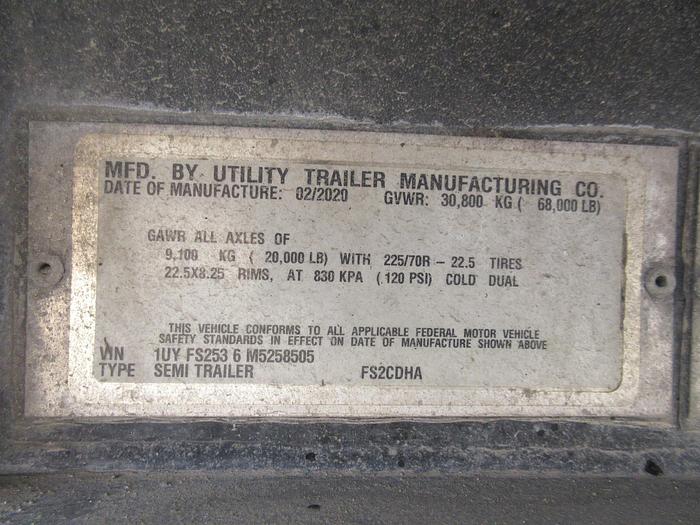 MFD. BY UTILITY TRAILER MANUFACTURING CO.
DATE OF MANUFACTURE: 02/2020 GVWR: 30,800 KG ( 68,000 LB)
GAWR ALL AXLES OF
9,100 KG ( 20,000 LB) WITH 225/70R - 22.5 TIRES
22.5X8.25 RIMS, AT 830 KPA ( 120 PSI) COLD DUAL
THIS VEHICLE CONFORMS TO ALL APPLICABLE FEDERAL MOTOR VEHICLE
SAFETY STANDARDS IN EFFECT ON DATE OF MANUFACTURE SHOWN ABOVE
VIN 1UY FS253 6 M5258505
TYPE SEMI TRAILER FS2CDHA